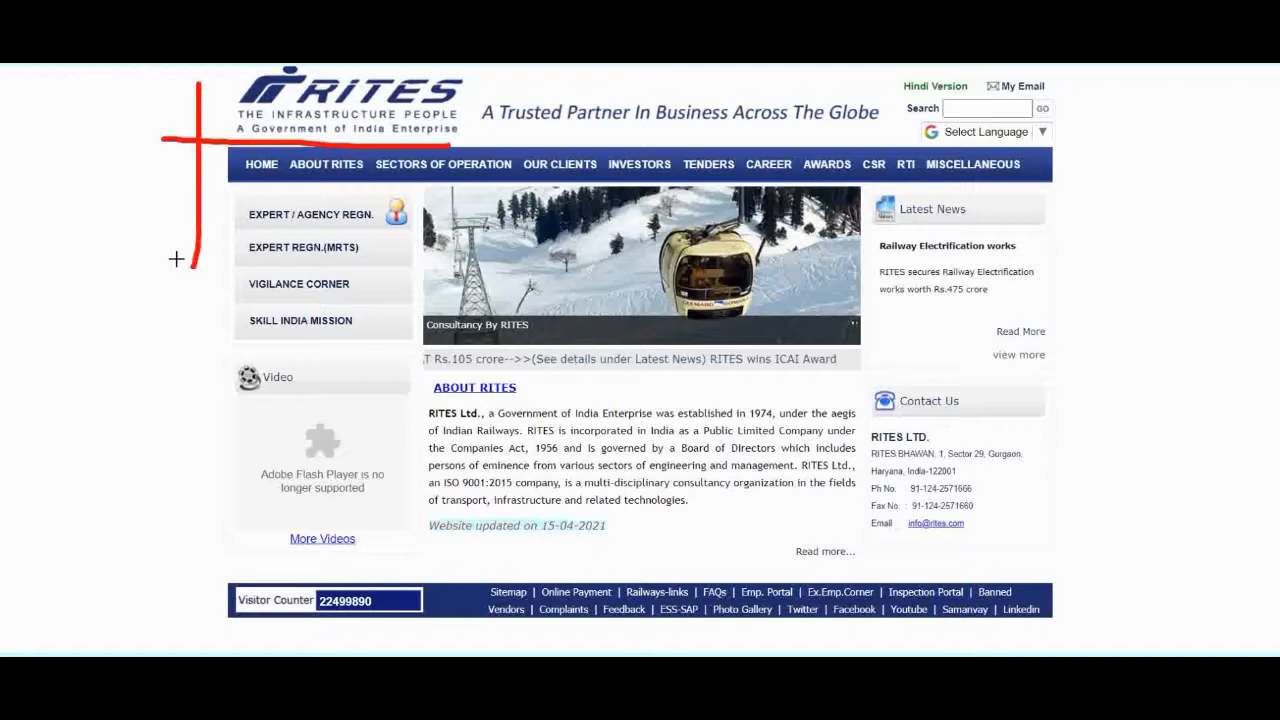 RITES
THE INFRASTRUCTURE PEOPLE
A Government of India Enterprise
A Trusted Partner In Business Across The Globe
Hindi Version My Email
Search GO
G Select Language ▼
HOME ABOUT RITES SECTORS OF OPERATION OUR CLIENTS INVESTORS TENDERS CAREER AWARDS CSR RTI MISCELLANEOUS
EXPERT / AGENCY REGN.
EXPERT REGN.(MRTS)
VIGILANCE CORNER
SKILL INDIA MISSION
Video
Adobe Flash Player is no
longer supported
More Videos
Consultancy By RITES
T Rs.105 crore-->>(See details under Latest News) RITES wins ICAI Award
ABOUT RITES
RITES Ltd., a Government of India Enterprise was established in 1974, under the aegis
of Indian Railways. RITES is incorporated in India as a Public Limited Company under
the Companies Act, 1956 and is governed by a Board of Directors which includes
persons of eminence from various sectors of engineering and management. RITES Ltd.,
an ISO 9001:2015 company, is a multi-disciplinary consultancy organization in the fields
of transport, infrastructure and related technologies.
Website updated on 15-04-2021
Read more...
Latest News
Railway Electrification works
RITES secures Railway Electrification
works worth Rs.475 crore
Read More
view more
Contact Us
RITES LTD.
RITES BHAWAN, 1, Sector 29, Gurgaon.
Haryana, India-122001
Ph No. 91-124-2571666
Fax No. : 91-124-2571660
Email info@rites.com
Visitor Counter 22499890
Sitemap | Online Payment | Railways-links | FAQs | Emp. Portal | Ex.Emp.Corner | Inspection Portal | Banned
Vendors | Complaints | Feedback | ESS-SAP | Photo Gallery | Twitter | Facebook | Youtube | Samanvay | Linkedin